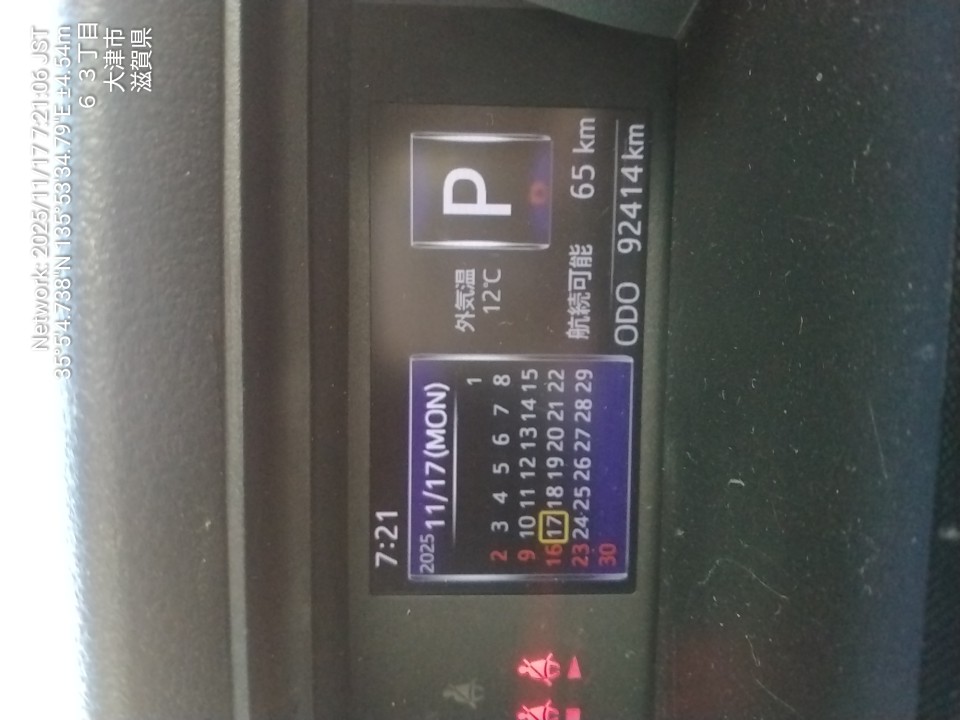 Network: 2025/11/17 7:21:06 JST
35°5'4.738"N 135°53'34.79"E ±4.54m
６３丁目
大津市
滋賀県
7:21
2025 11/17(MON)
1
2 3 4 5 6 7 8
9 10 11 12 13 14 15
16 17 18 19 20 21 22
23 24 25 26 27 28 29
30
外気温
12℃
P
航続可能 65 km
ODO 92414 km